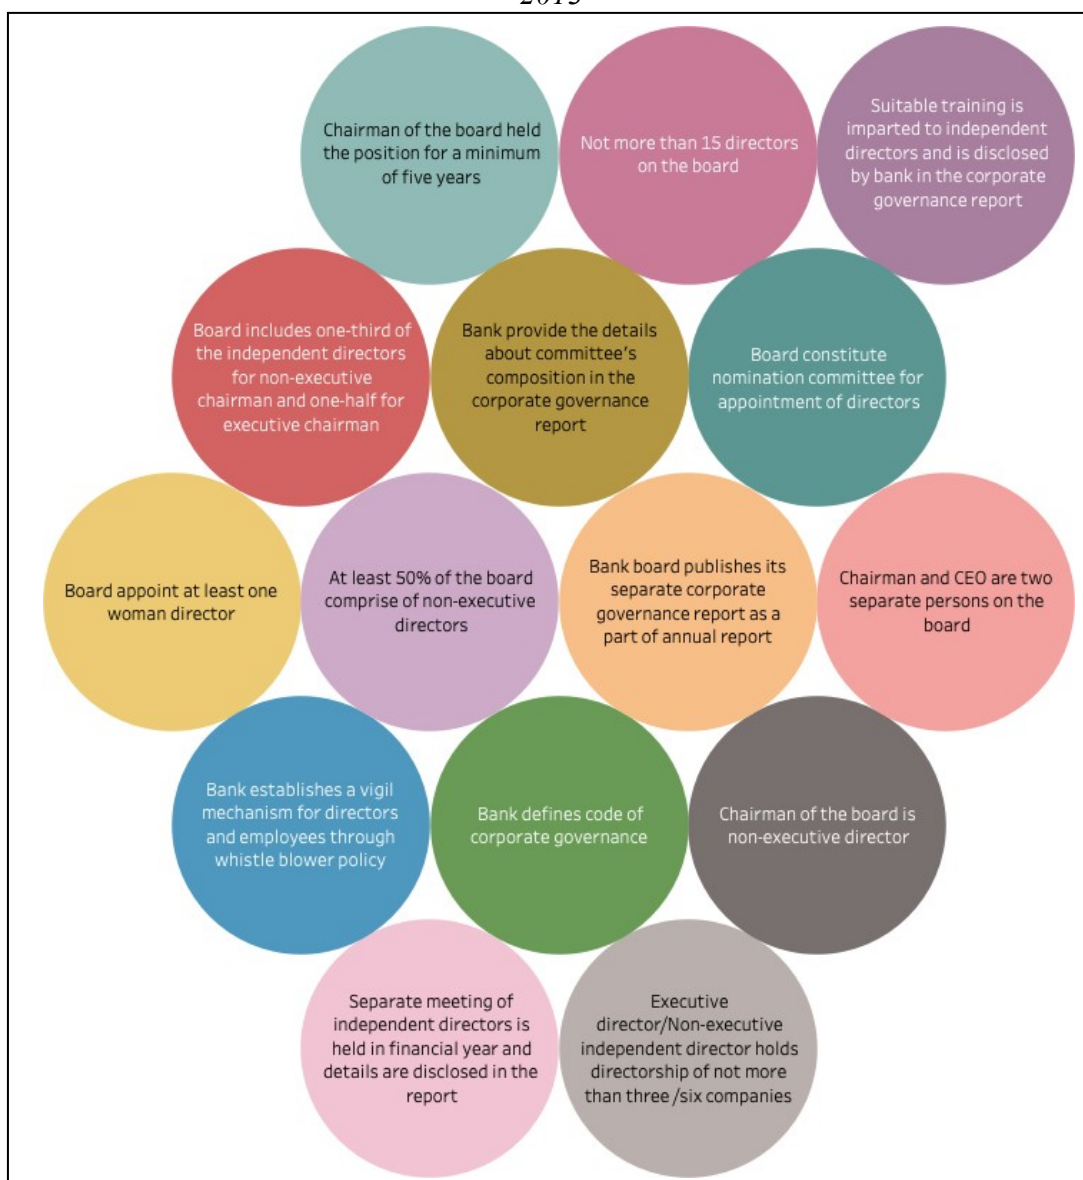 Chairman of the board held
the position for a minimum
of five years
Not more than 15 directors
on the board
Suitable training is
imparted to independent
directors and is disclosed
by bank in the corporate
governance report
Board includes one-third of
the independent directors
for non-executive
chairman and one-half for
executive chairman
Bank provide the details
about committee's
composition in the
corporate governance
report
Board constitute
nomination committee for
appointment of directors
Board appoint at least one
woman director
At least 50% of the board
comprise of non-executive
directors
Bank board publishes its
separate corporate
governance report as a
part of annual report
Chairman and CEO are two
separate persons on the
board
Bank establishes a vigil
mechanism for directors
and employees through
whistle blower policy
Bank defines code of
corporate governance
Chairman of the board is
non-executive director
Separate meeting of
independent directors is
held in financial year and
details are disclosed in the
report
Executive
director/Non-executive
independent director holds
directorship of not more
than three /six companies